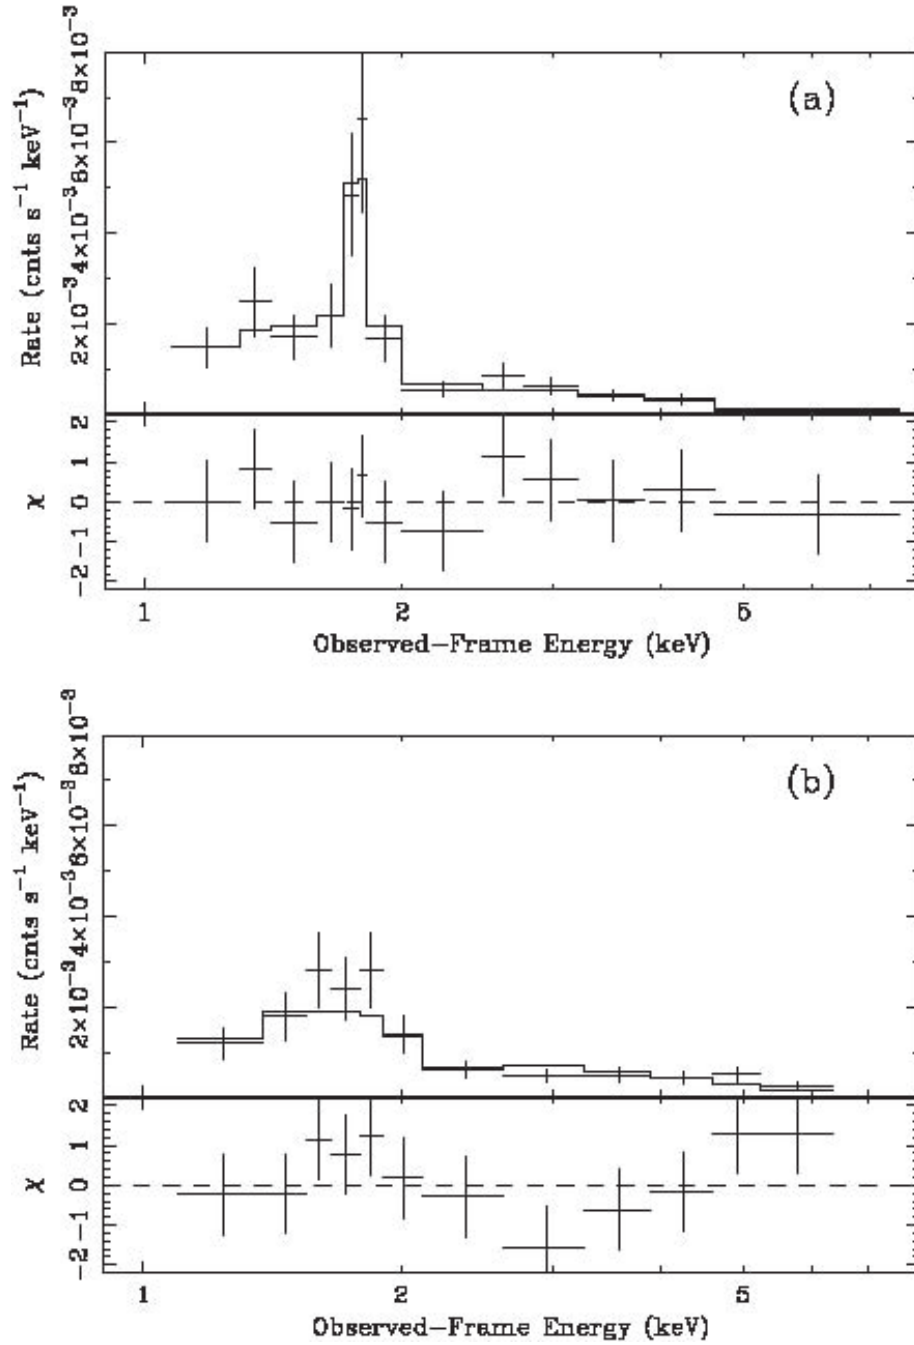 (a)
Rate (cnts s⁻¹ keV⁻¹)
2×10⁻³ 4×10⁻³ 6×10⁻³ 8×10⁻³
χ
-2 -1 0 1 2
1 2 5
Observed-Frame Energy (keV)
(b)
Rate (cnts s⁻¹ keV⁻¹)
2×10⁻³ 4×10⁻³ 6×10⁻³ 8×10⁻³
χ
-2 -1 0 1 2
1 2 5
Observed-Frame Energy (keV)